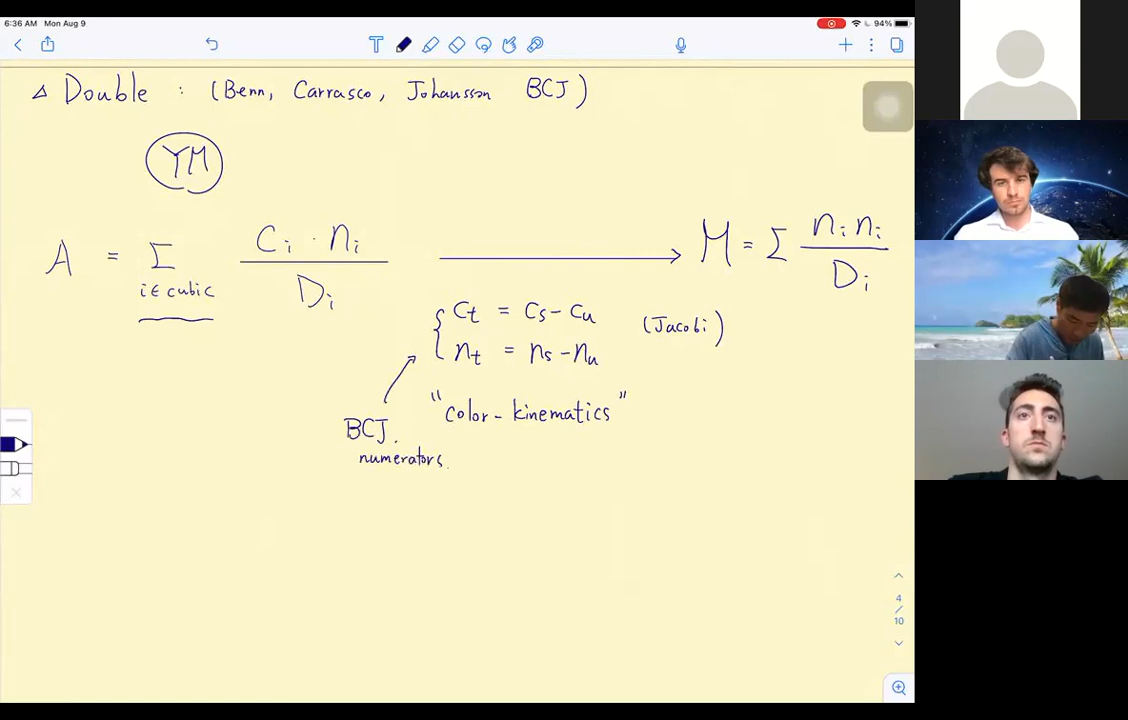 6:36 AM Mon Aug 9
94%
T
△ Double : (Benn, Carrasco, Johansson BCJ)
YM
A = Σ i∈cubic Ci · ni / Di → M = Σ ni ni / Di
{ Ct = Cs - Cu (Jacobi)
nt = ns - nu
"color-kinematics"
BCJ.
numerators.
4
/
10